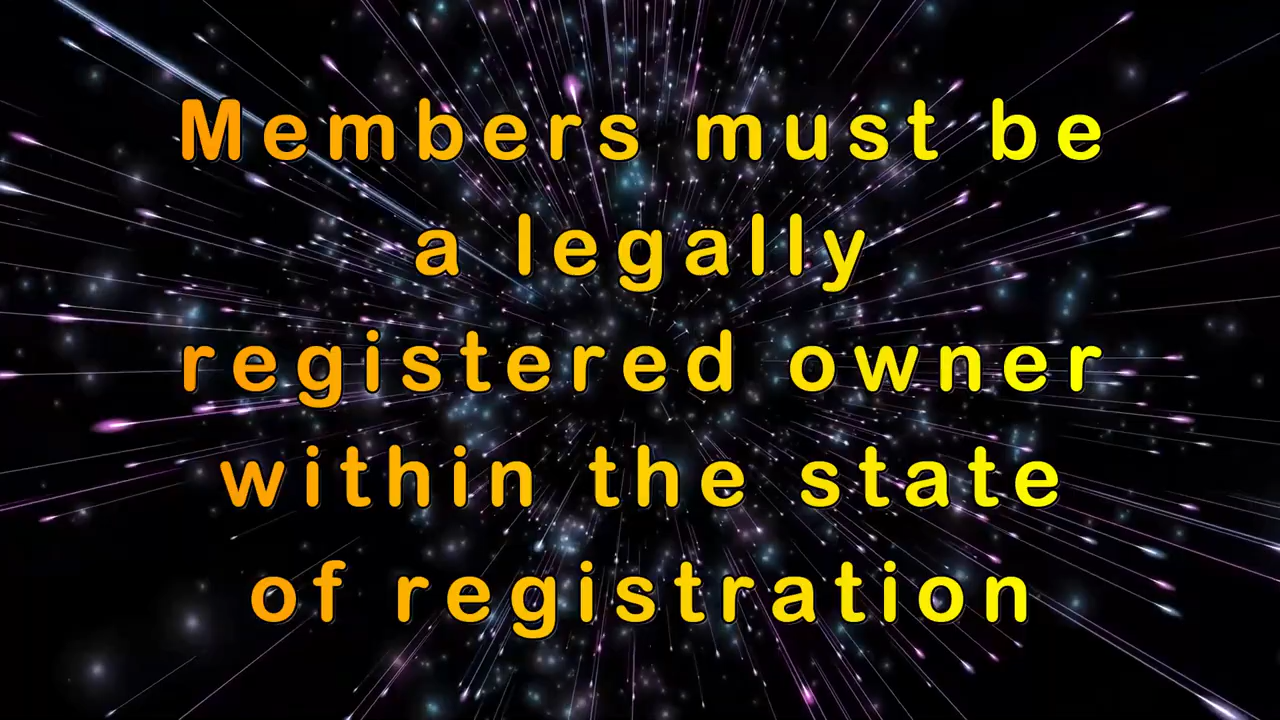 Members must be
a legally
registered owner
within the state
of registration